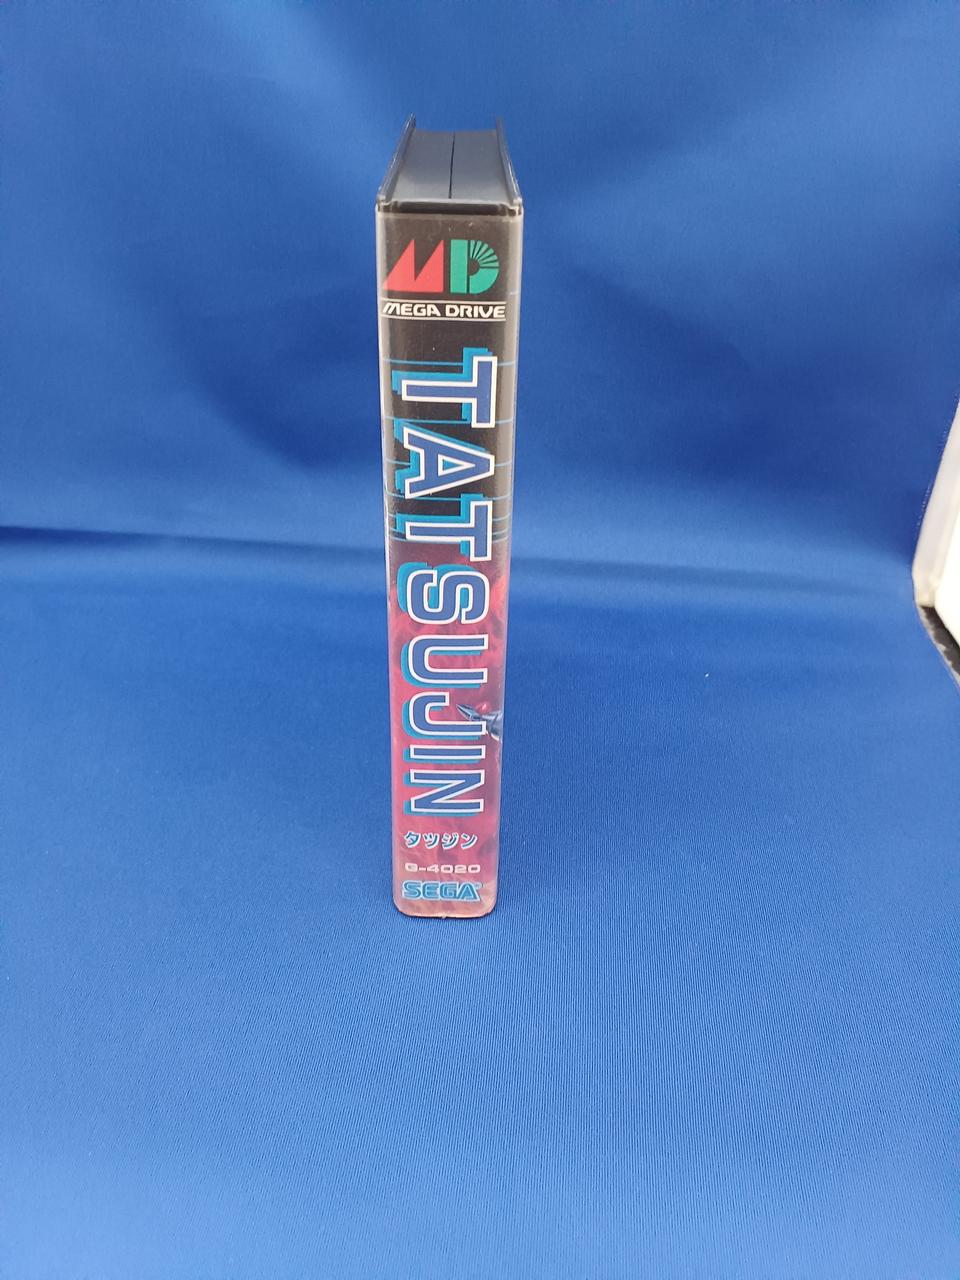 MD
MEGA DRIVE
TATSUJIN
タツジン
G-4020
SEGA